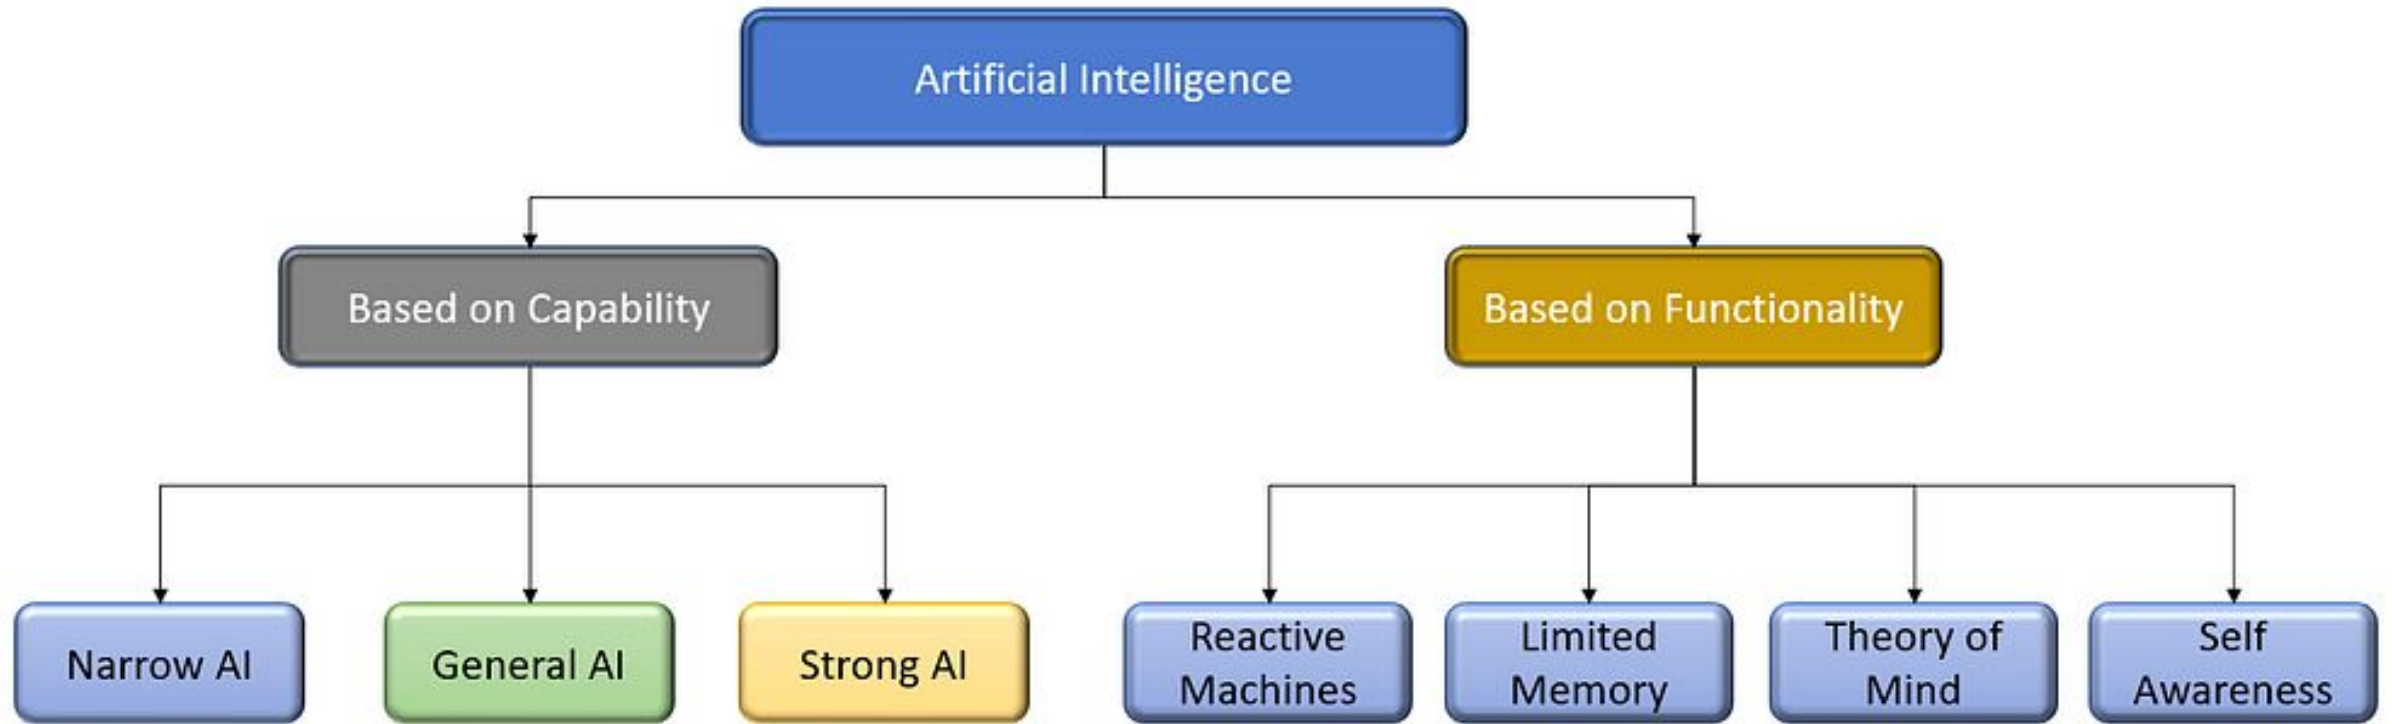 Artificial Intelligence
Based on Capability
Based on Functionality
Narrow AI
General AI
Strong AI
Reactive
Machines
Limited
Memory
Theory of
Mind
Self
Awareness